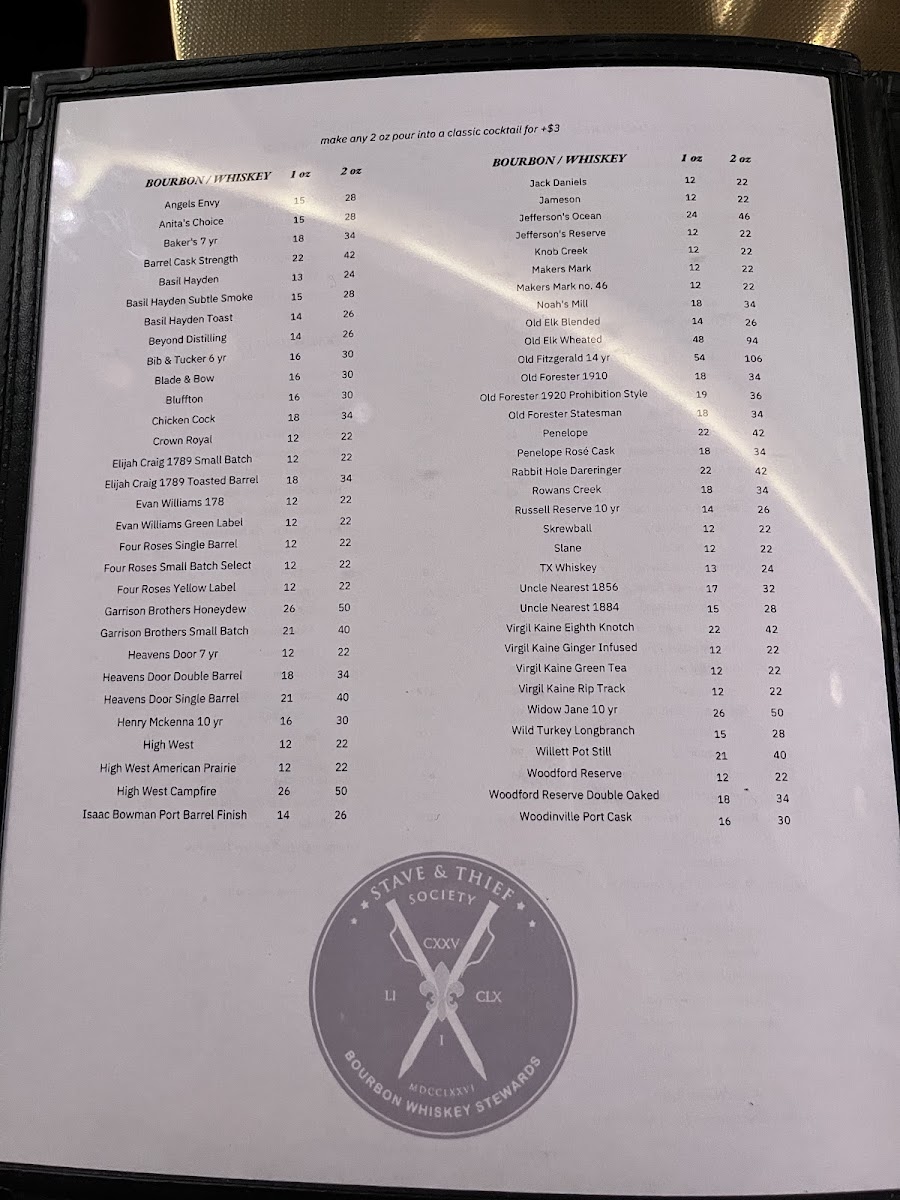 make any 2 oz pour into a classic cocktail for +$3
BOURBON / WHISKEY 1 oz 2 oz
Angels Envy 15 28
Anita's Choice 15 28
Baker's 7 yr 18 34
Barrel Cask Strength 22 42
Basil Hayden 13 24
Basil Hayden Subtle Smoke 15 28
Basil Hayden Toast 14 26
Beyond Distilling 14 26
Bib & Tucker 6 yr 16 30
Blade & Bow 16 30
Bluffton 16 30
Chicken Cock 18 34
Crown Royal 12 22
Elijah Craig 1789 Small Batch 12 22
Elijah Craig 1789 Toasted Barrel 18 34
Evan Williams 178 12 22
Evan Williams Green Label 12 22
Four Roses Single Barrel 12 22
Four Roses Small Batch Select 12 22
Four Roses Yellow Label 12 22
Garrison Brothers Honeydew 26 50
Garrison Brothers Small Batch 21 40
Heavens Door 7 yr 12 22
Heavens Door Double Barrel 18 34
Heavens Door Single Barrel 21 40
Henry Mckenna 10 yr 16 30
High West 12 22
High West American Prairie 12 22
High West Campfire 26 50
Isaac Bowman Port Barrel Finish 14 26
BOURBON / WHISKEY 1 oz 2 oz
Jack Daniels 12 22
Jameson 12 22
Jefferson's Ocean 24 46
Jefferson's Reserve 12 22
Knob Creek 12 22
Makers Mark 12 22
Makers Mark no. 46 12 22
Noah's Mill 18 34
Old Elk Blended 14 26
Old Elk Wheated 48 94
Old Fitzgerald 14 yr 54 106
Old Forester 1910 18 34
Old Forester 1920 Prohibition Style 19 36
Old Forester Statesman 18 34
Penelope 22 42
Penelope Rosé Cask 18 34
Rabbit Hole Dareringer 22 42
Rowans Creek 18 34
Russell Reserve 10 yr 14 26
Skrewball 12 22
Slane 12 22
TX Whiskey 13 24
Uncle Nearest 1856 17 32
Uncle Nearest 1884 15 28
Virgil Kaine Eighth Knotch 22 42
Virgil Kaine Ginger Infused 12 22
Virgil Kaine Green Tea 12 22
Virgil Kaine Rip Track 12 22
Widow Jane 10 yr 26 50
Wild Turkey Longbranch 15 28
Willett Pot Still 21 40
Woodford Reserve 12 22
Woodford Reserve Double Oaked 18 34
Woodinville Port Cask 16 30
STAVE & THIEF
SOCIETY
CXXV
LI CLX
I
MDCCLXXVI
BOURBON WHISKEY STEWARDS